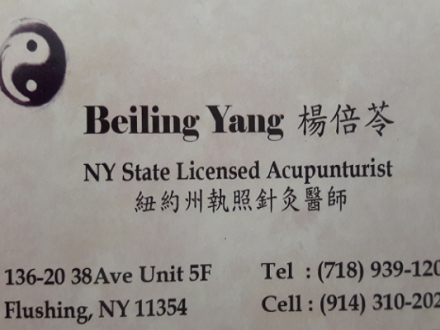 Beiling Yang 楊倍苓
NY State Licensed Acupunturist
紐約州執照針灸醫師
136-20 38Ave Unit 5F Tel : (718) 939-120
Flushing, NY 11354 Cell : (914) 310-202